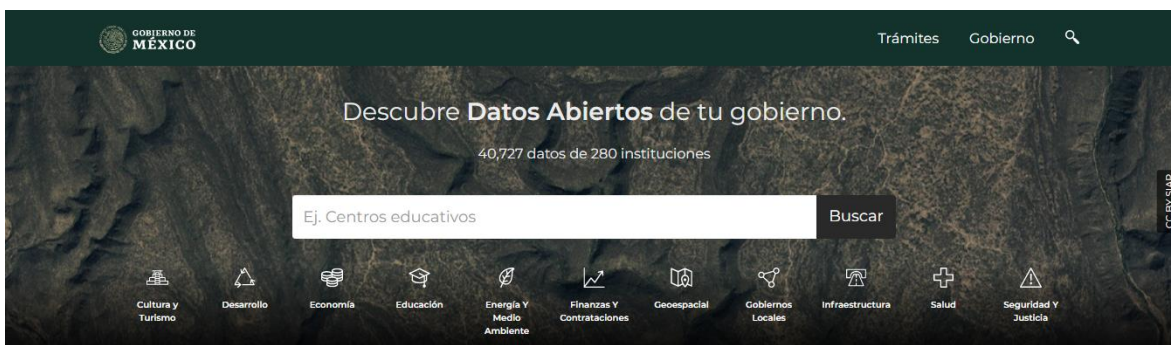 GOBIERNO DE
MÉXICO
Trámites Gobierno
Descubre Datos Abiertos de tu gobierno.
40,727 datos de 280 instituciones
Ej. Centros educativos Buscar
CC BY SIAP
Cultura y
Turismo
Desarrollo
Economía
Educación
Energía Y
Medio
Ambiente
Finanzas Y
Contrataciones
Geoespacial
Gobiernos
Locales
Infraestructura
Salud
Seguridad Y
Justicia